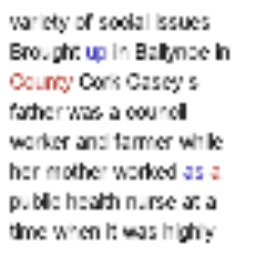 variety of social issues
Brought up in Ballynoe in
County Cork Casey s
father was a council
worker and farmer while
her mother worked as a
public health nurse at a
time when it was highly